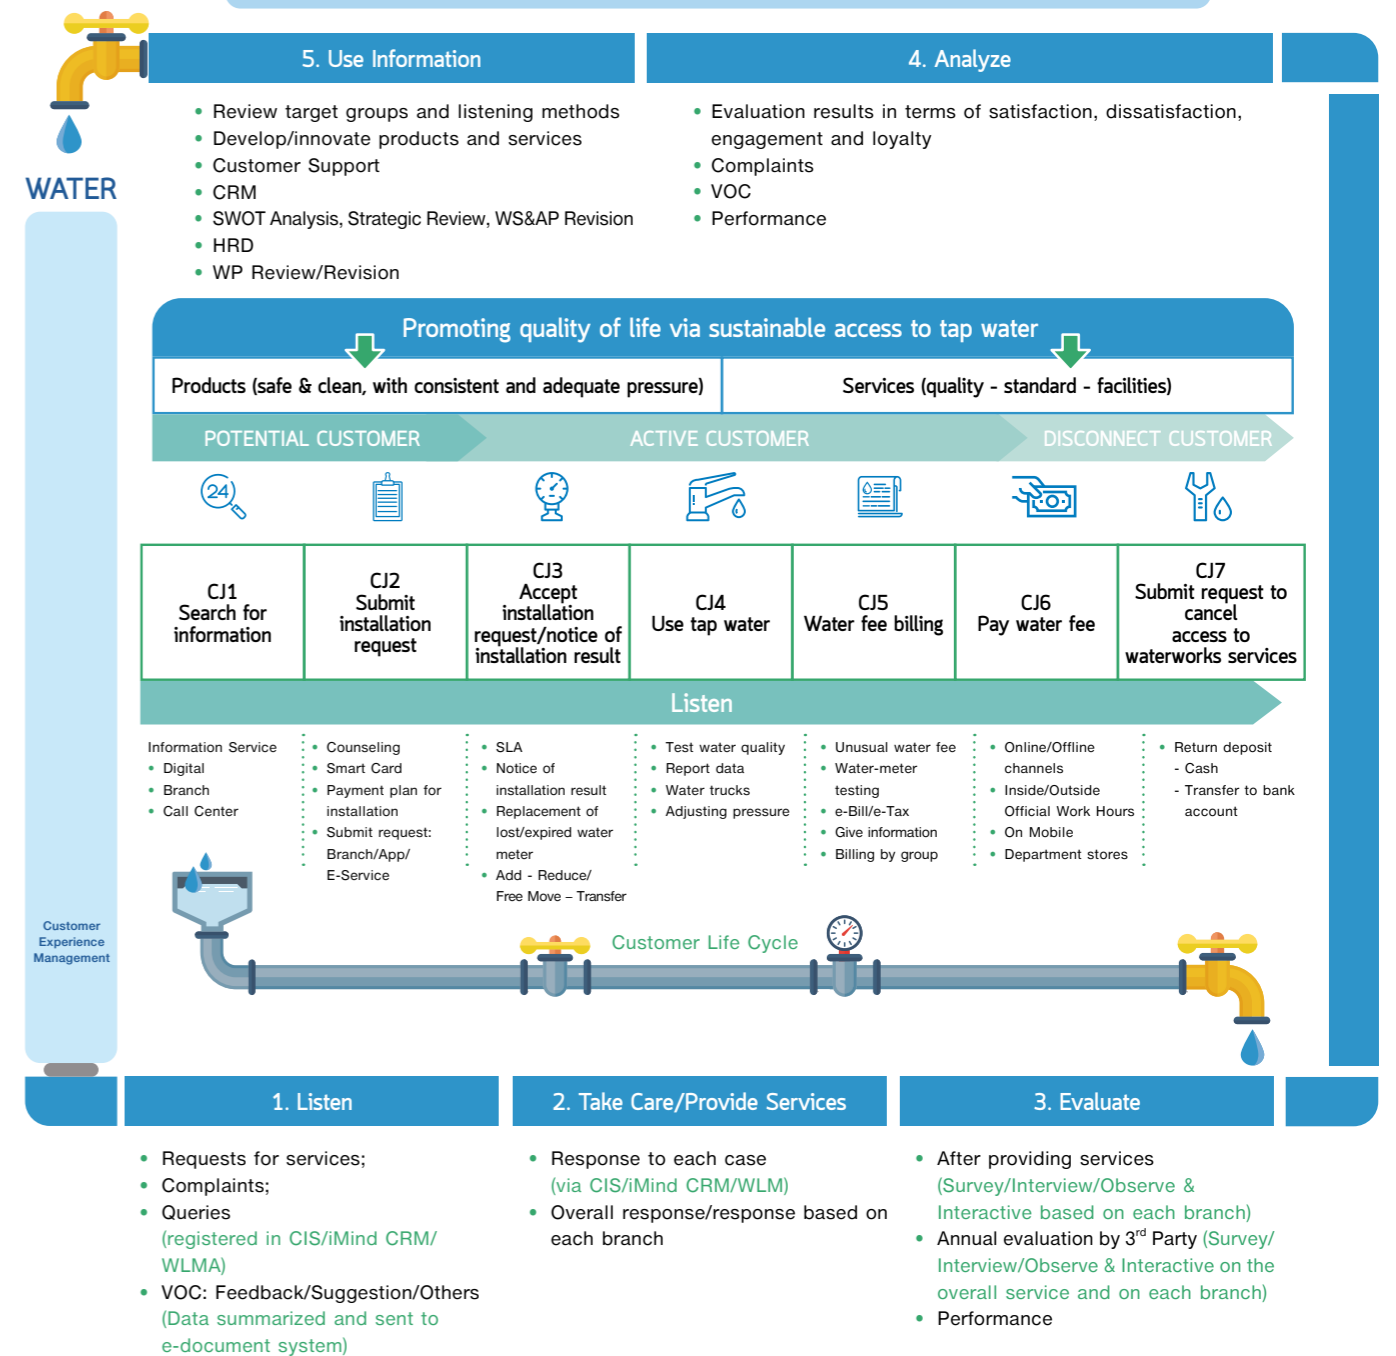 5. Use Information
4. Analyze
• Review target groups and listening methods
• Develop/innovate products and services
• Customer Support
• CRM
• SWOT Analysis, Strategic Review, WS&AP Revision
• HRD
• WP Review/Revision
• Evaluation results in terms of satisfaction, dissatisfaction,
engagement and loyalty
• Complaints
• VOC
• Performance
WATER
Promoting quality of life via sustainable access to tap water
Products (safe & clean, with consistent and adequate pressure)
Services (quality - standard - facilities)
POTENTIAL CUSTOMER
ACTIVE CUSTOMER
DISCONNECT CUSTOMER
24
CJ1
Search for
information
CJ2
Submit
installation
request
CJ3
Accept
installation
request/notice of
installation result
CJ4
Use tap water
CJ5
Water fee billing
CJ6
Pay water fee
CJ7
Submit request to
cancel
access to
waterworks services
Listen
Information Service
• Digital
• Branch
• Call Center
• Counseling
• Smart Card
• Payment plan for
installation
• Submit request:
Branch/App/
E-Service
• SLA
• Notice of
installation result
• Replacement of
lost/expired water
meter
• Add - Reduce/
Free Move – Transfer
• Test water quality
• Report data
• Water trucks
• Adjusting pressure
• Unusual water fee
• Water-meter
testing
• e-Bill/e-Tax
• Give information
• Billing by group
• Online/Offline
channels
• Inside/Outside
Official Work Hours
• On Mobile
• Department stores
• Return deposit
- Cash
- Transfer to bank
account
Customer
Experience
Management
Customer Life Cycle
1. Listen
2. Take Care/Provide Services
3. Evaluate
• Requests for services;
• Complaints;
• Queries
(registered in CIS/iMind CRM/
WLMA)
• VOC: Feedback/Suggestion/Others
(Data summarized and sent to
e-document system)
• Response to each case
(via CIS/iMind CRM/WLM)
• Overall response/response based on
each branch
• After providing services
(Survey/Interview/Observe &
Interactive based on each branch)
• Annual evaluation by 3rd Party (Survey/
Interview/Observe & Interactive on the
overall service and on each branch)
• Performance